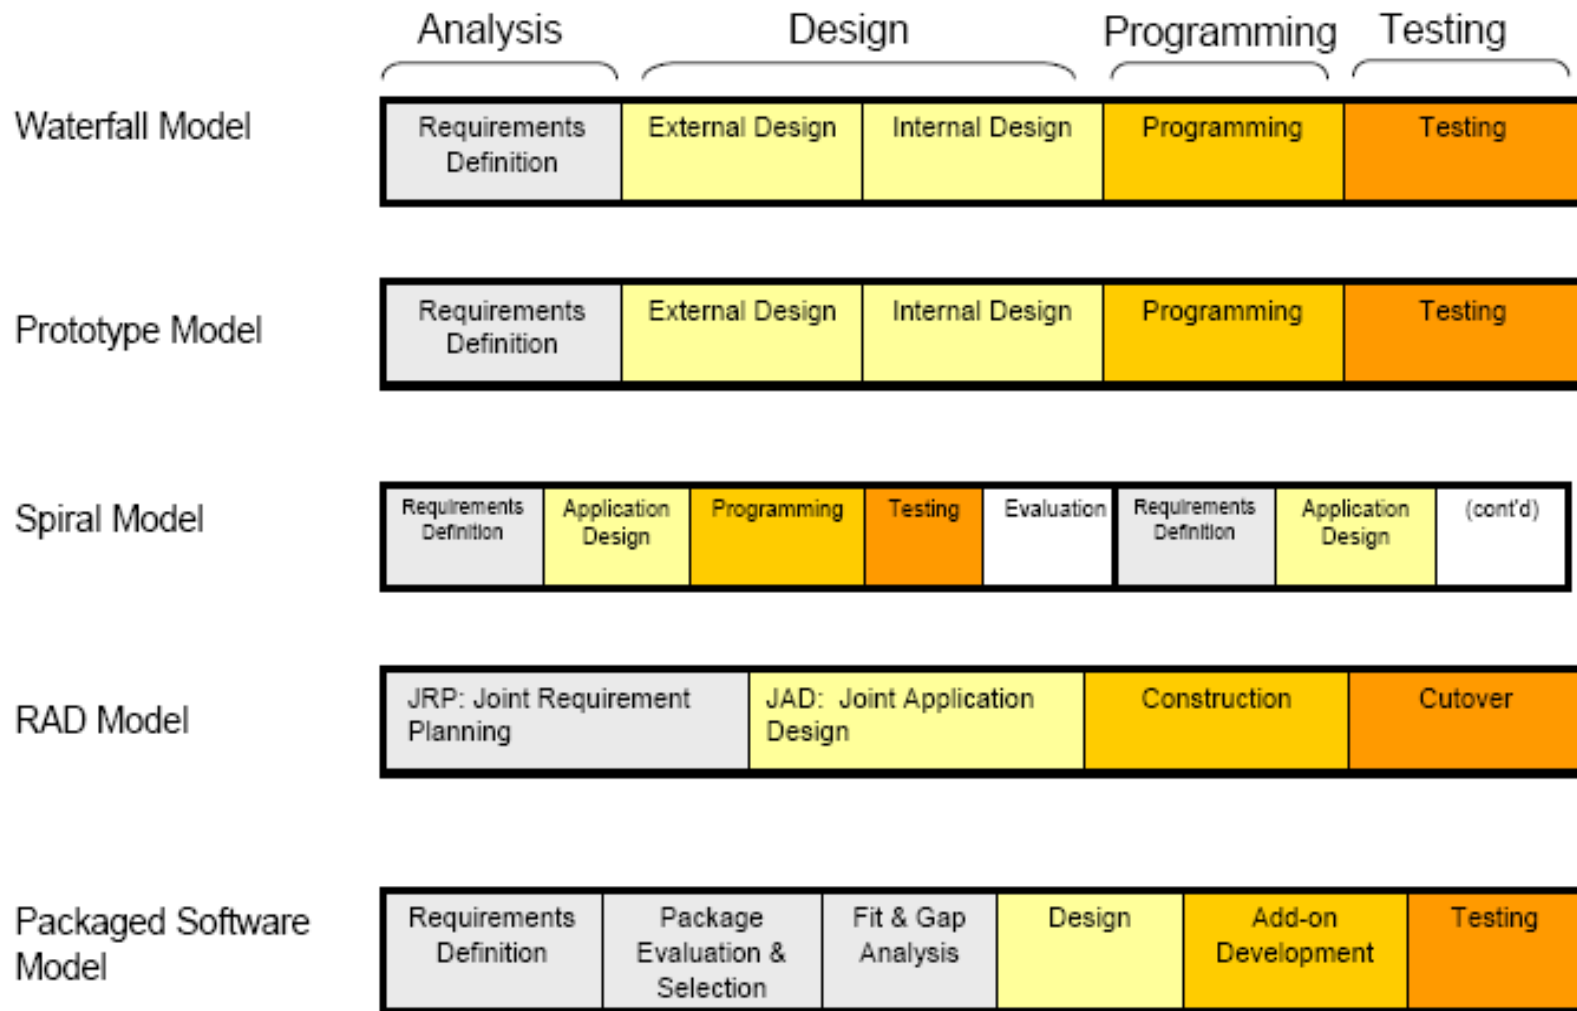 Analysis Design Programming Testing
Waterfall Model
Requirements
Definition
External Design
Internal Design
Programming
Testing
Prototype Model
Requirements
Definition
External Design
Internal Design
Programming
Testing
Spiral Model
Requirements
Definition
Application
Design
Programming
Testing
Evaluation
Requirements
Definition
Application
Design
(cont'd)
RAD Model
JRP: Joint Requirement
Planning
JAD: Joint Application
Design
Construction
Cutover
Packaged Software
Model
Requirements
Definition
Package
Evaluation &
Selection
Fit & Gap
Analysis
Design
Add-on
Development
Testing